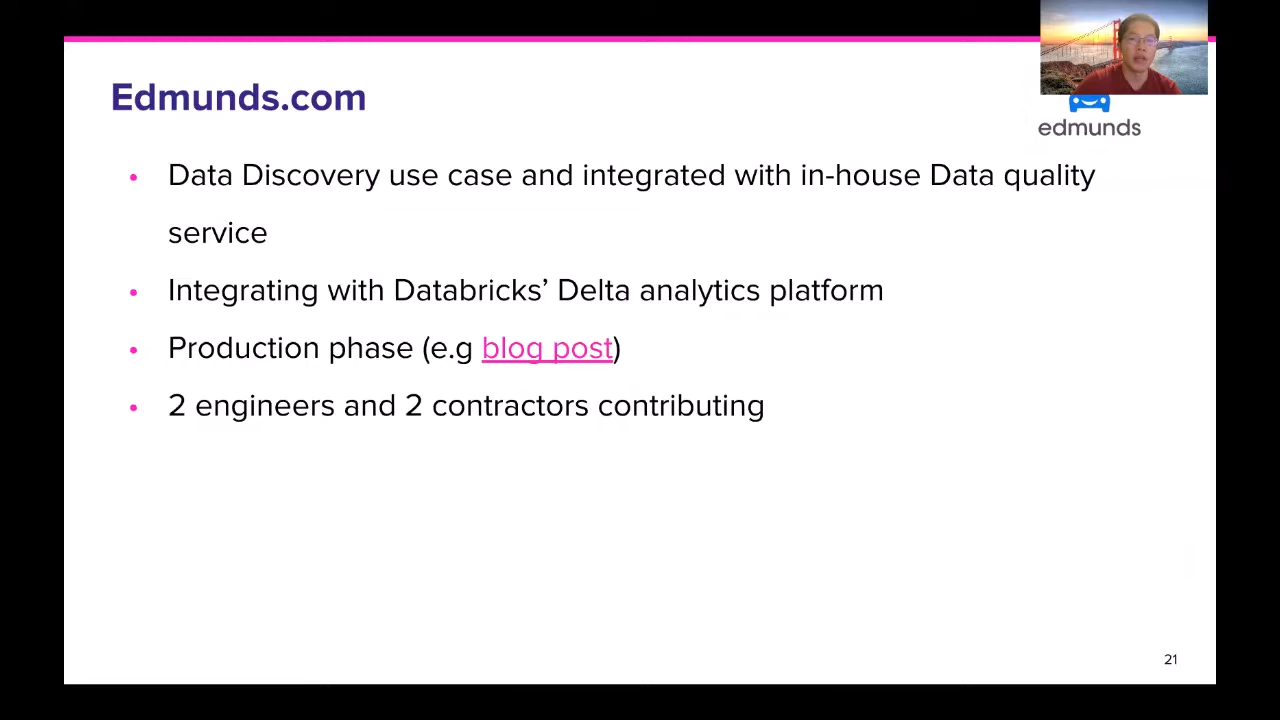 Edmunds.com
edmunds
• Data Discovery use case and integrated with in-house Data quality
service
• Integrating with Databricks’ Delta analytics platform
• Production phase (e.g blog post)
• 2 engineers and 2 contractors contributing
21